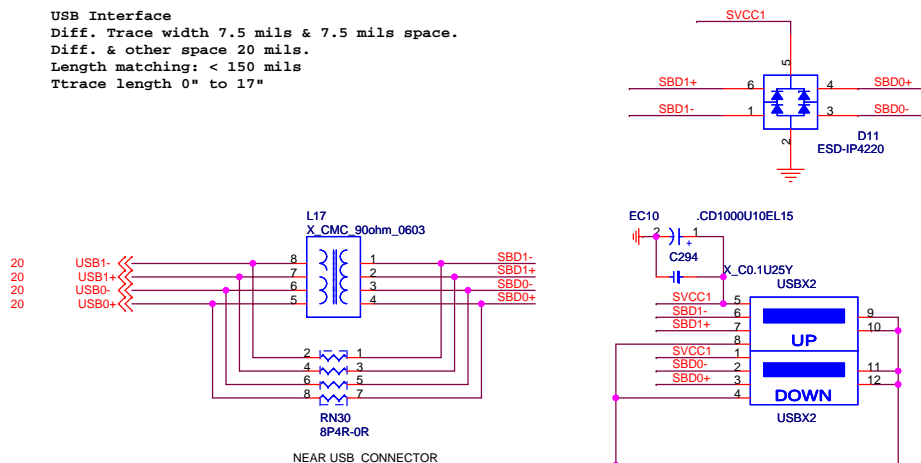 USB Interface
Diff. Trace width 7.5 mils & 7.5 mils space.
Diff. & other space 20 mils.
Length matching: < 150 mils
Ttrace length 0" to 17"
SVCC1
5
SBD1+ 6 4 SBD0+
SBD1- 1 3 SBD0-
2
D11
ESD-IP4220
L17
X_CMC_90ohm_0603
20 USB1- 8 1 SBD1-
20 USB1+ 7 2 SBD1+
20 USB0- 6 3 SBD0-
20 USB0+ 5 4 SBD0+
2 1
4 3
6 5
8 7
RN30
8P4R-0R
NEAR USB CONNECTOR
EC10 .CD1000U10EL15
2 1
+
C294
X_C0.1U25Y
USBX2
SVCC1 5
SBD1- 6 9
SBD1+ 7 10
8 UP
SVCC1 1
SBD0- 2 11
SBD0+ 3 12
4 DOWN
USBX2